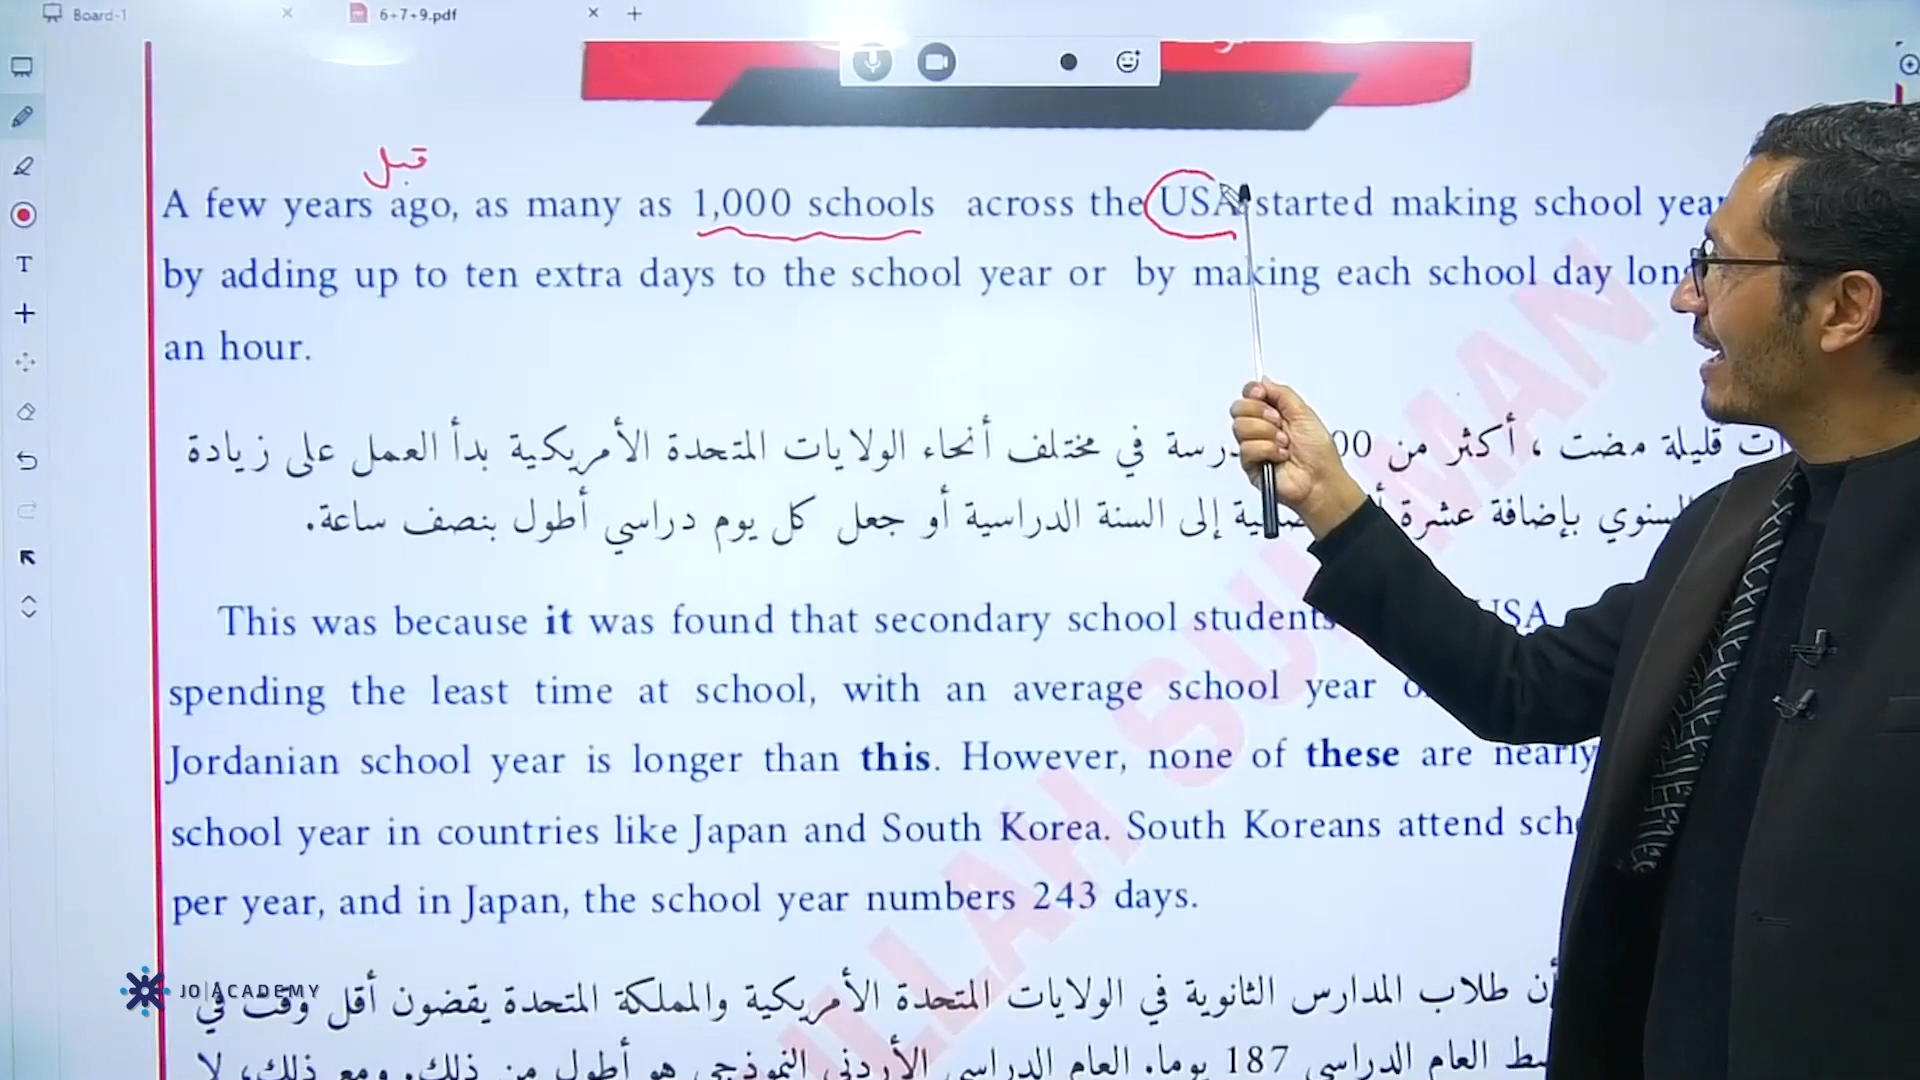 Board-1
6+7+9.pdf
قبل
A few years ago, as many as 1,000 schools across the USA started making school year
by adding up to ten extra days to the school year or by making each school day
an hour.
قليلة مضت ، أكثر من في مختلف أنحاء الولايات المتحدة الأمريكية بدأ العمل على زيادة
بإضافة عشرة إلى السنة الدراسية أو جعل كل يوم دراسي أطول بنصف ساعة.
This was because it was found that secondary school students USA
spending the least time at school, with an average school year
Jordanian school year is longer than this. However, none of these are nearly
school year in countries like Japan and South Korea. South Koreans attend
per year, and in Japan, the school year numbers 243 days.
أن طلاب المدارس الثانوية في الولايات المتحدة الأمريكية والمملكة المتحدة يقضون أقل وقت في
العام الدراسي 187 يوما. العام الدراسي الأردني النموذجي هو أطول من ذلك. ومع ذلك، لا
JO|ACADEMY